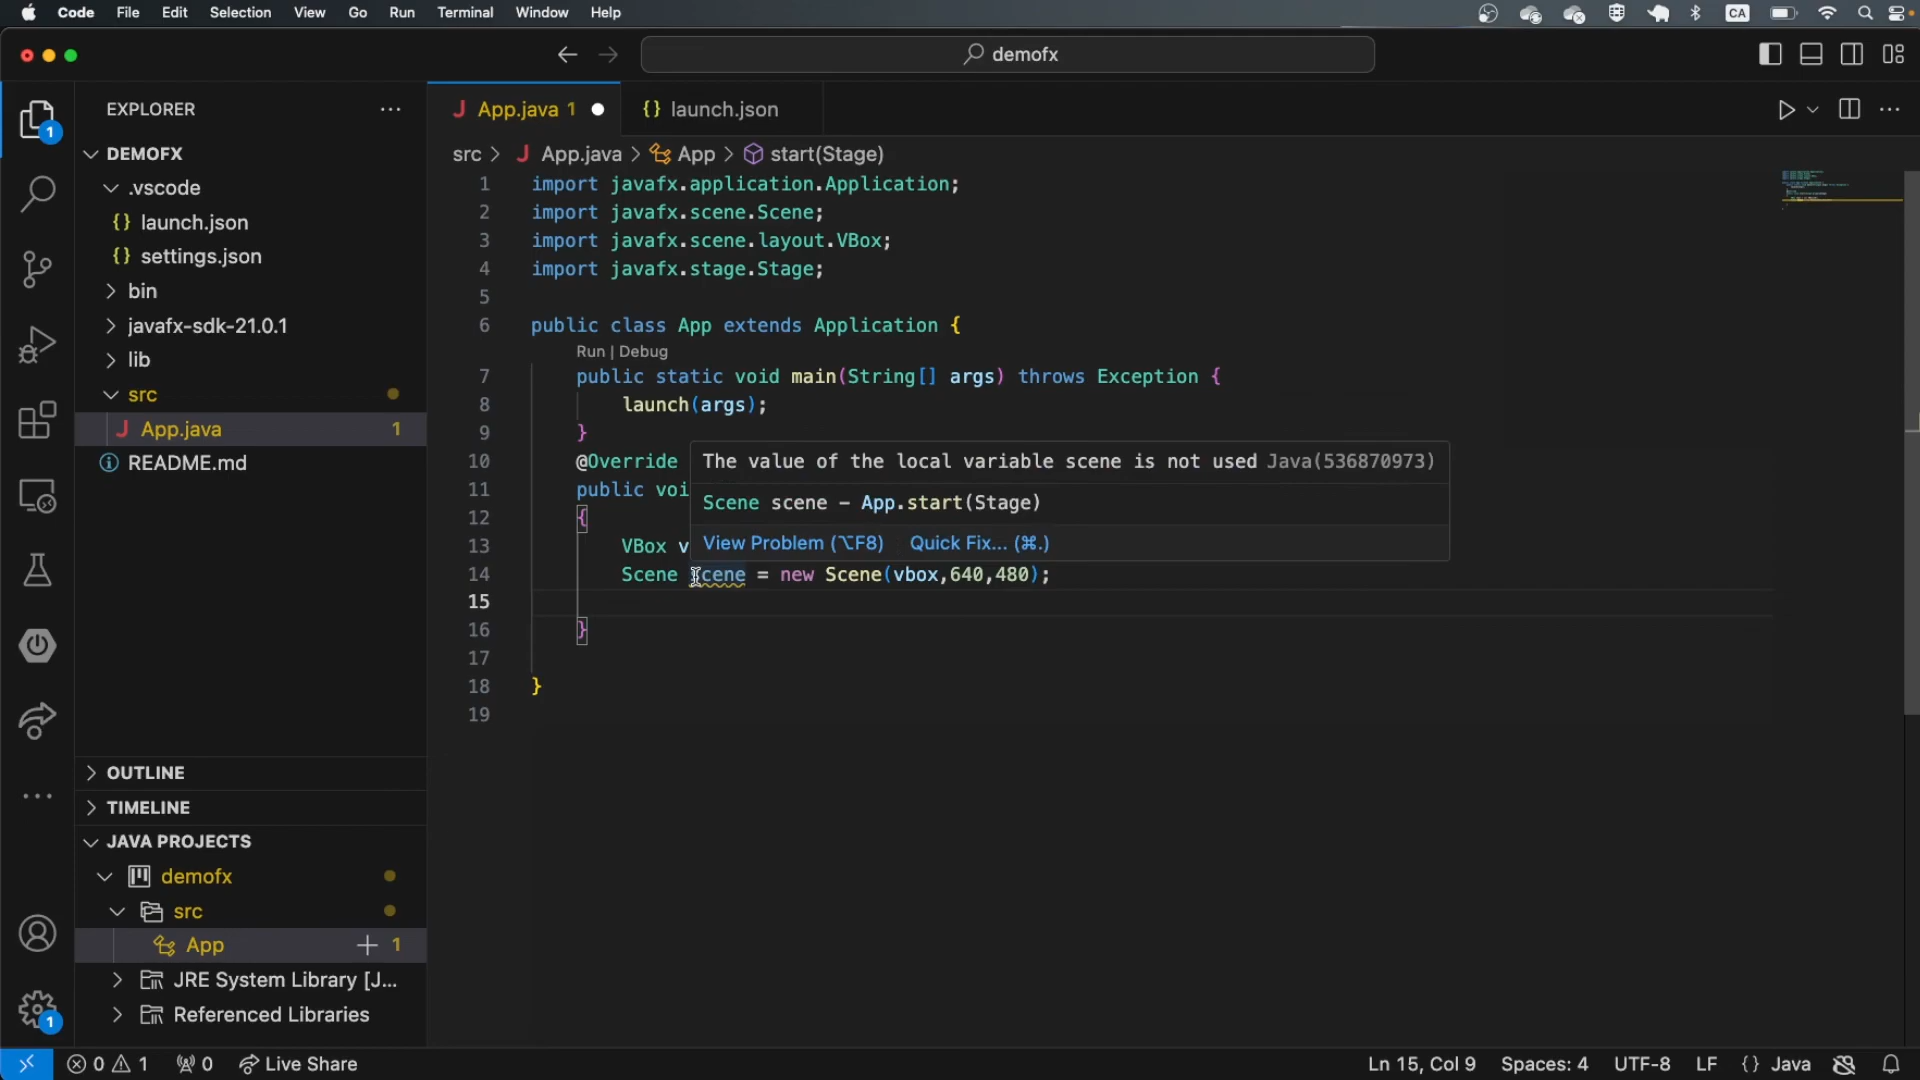 Code File Edit Selection View Go Run Terminal Window Help CA
demofx
EXPLORER
App.java 1
launch.json
src > App.java > App > start(Stage)
DEMOFX
.vscode
launch.json
settings.json
bin
javafx-sdk-21.0.1
lib
src
App.java 1
README.md
1 import javafx.application.Application;
2 import javafx.scene.Scene;
3 import javafx.scene.layout.VBox;
4 import javafx.stage.Stage;
5
6 public class App extends Application {
Run | Debug
7 public static void main(String[] args) throws Exception {
8 launch(args);
9 }
10 @Override
11 public voi
12 {
13 VBox v
14 Scene scene = new Scene(vbox,640,480);
15
16 }
17
18 }
19
The value of the local variable scene is not used Java(536870973)
Scene scene - App.start(Stage)
View Problem (⌥F8) Quick Fix... (⌘.)
OUTLINE
TIMELINE
JAVA PROJECTS
demofx
src
App 1
JRE System Library [J...
Referenced Libraries
1
1
0 1 0 Live Share
Ln 15, Col 9 Spaces: 4 UTF-8 LF {} Java